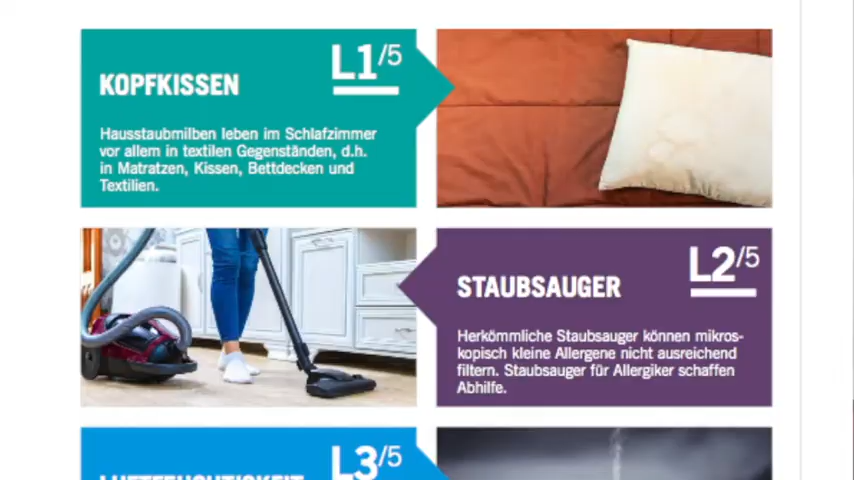 L1/5
KOPFKISSEN
Hausstaubmilben leben im Schlafzimmer
vor allem in textilen Gegenständen, d.h.
in Matratzen, Kissen, Bettdecken und
Textilien.
L2/5
STAUBSAUGER
Herkömmliche Staubsauger können mikros-
kopisch kleine Allergene nicht ausreichend
filtern. Staubsauger für Allergiker schaffen
Abhilfe.
L3/5
LUFTFEUCHTIGKEIT